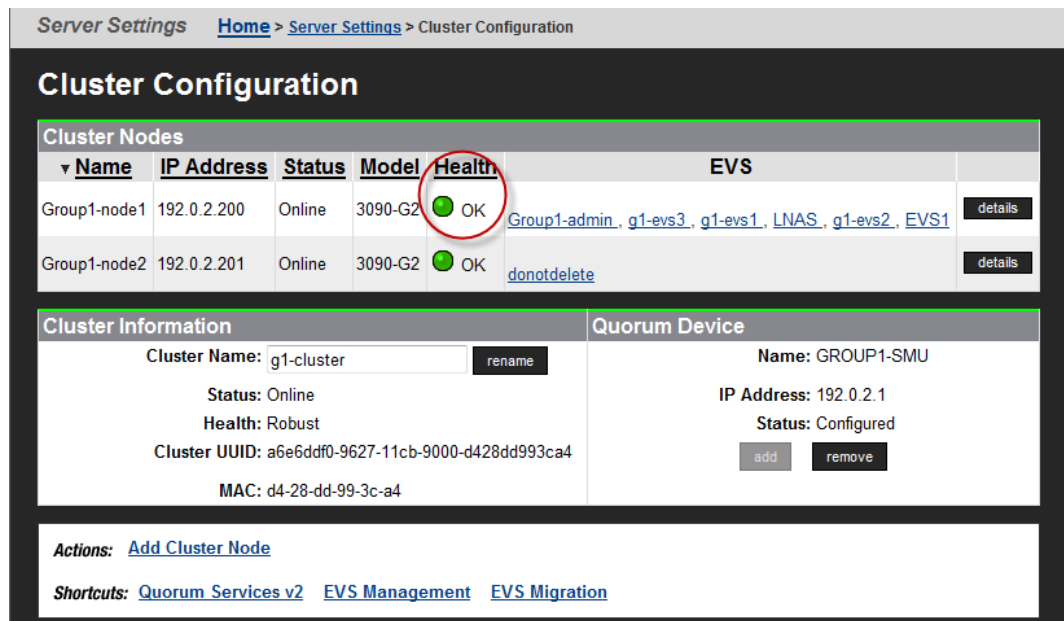 Server Settings Home > Server Settings > Cluster Configuration
Cluster Configuration
Cluster Nodes
▼ Name IP Address Status Model Health EVS
Group1-node1 192.0.2.200 Online 3090-G2 OK Group1-admin , g1-evs3 , g1-evs1 , LNAS , g1-evs2 , EVS1 details
Group1-node2 192.0.2.201 Online 3090-G2 OK donotdelete details
Cluster Information
Cluster Name: g1-cluster rename
Status: Online
Health: Robust
Cluster UUID: a6e6ddf0-9627-11cb-9000-d428dd993ca4
MAC: d4-28-dd-99-3c-a4
Quorum Device
Name: GROUP1-SMU
IP Address: 192.0.2.1
Status: Configured
add remove
Actions: Add Cluster Node
Shortcuts: Quorum Services v2 EVS Management EVS Migration